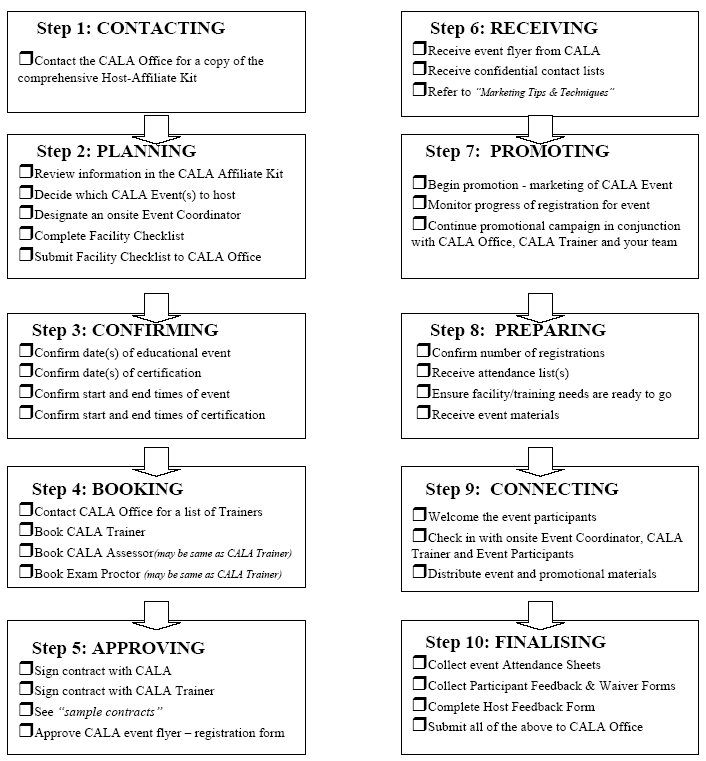 Step 1: CONTACTING
❒Contact the CALA Office for a copy of the
comprehensive Host-Affiliate Kit
Step 2: PLANNING
❒Review information in the CALA Affiliate Kit
❒Decide which CALA Event(s) to host
❒Designate an onsite Event Coordinator
❒Complete Facility Checklist
❒Submit Facility Checklist to CALA Office
Step 3: CONFIRMING
❒Confirm date(s) of educational event
❒Confirm date(s) of certification
❒Confirm start and end times of event
❒Confirm start and end times of certification
Step 4: BOOKING
❒Contact CALA Office for a list of Trainers
❒Book CALA Trainer
❒Book CALA Assessor(may be same as CALA Trainer)
❒Book Exam Proctor (may be same as CALA Trainer)
Step 5: APPROVING
❒Sign contract with CALA
❒Sign contract with CALA Trainer
❒See “sample contracts”
❒Approve CALA event flyer – registration form
Step 6: RECEIVING
❒Receive event flyer from CALA
❒Receive confidential contact lists
❒Refer to “Marketing Tips & Techniques”
Step 7: PROMOTING
❒Begin promotion - marketing of CALA Event
❒Monitor progress of registration for event
❒Continue promotional campaign in conjunction
with CALA Office, CALA Trainer and your team
Step 8: PREPARING
❒Confirm number of registrations
❒Receive attendance list(s)
❒Ensure facility/training needs are ready to go
❒Receive event materials
Step 9: CONNECTING
❒Welcome the event participants
❒Check in with onsite Event Coordinator, CALA
Trainer and Event Participants
❒Distribute event and promotional materials
Step 10: FINALISING
❒Collect event Attendance Sheets
❒Collect Participant Feedback & Waiver Forms
❒Complete Host Feedback Form
❒Submit all of the above to CALA Office